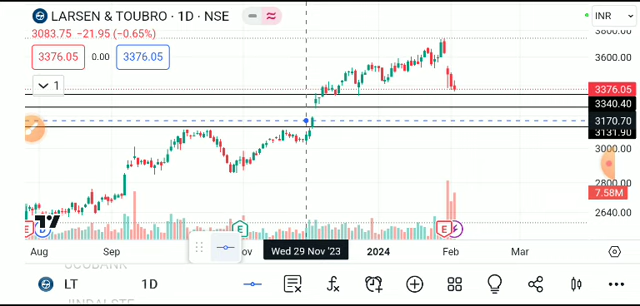 LARSEN & TOUBRO · 1D · NSE
INR
3083.75 −21.95 (−0.65%)
3376.05 0.00 3376.05
1
3800.00
3600.00
3376.05
3340.40
3170.70
3131.90
3000.00
2800.00
7.58M
2640.00
E D E E
Aug Sep Nov Wed 29 Nov '23 2024 Feb Mar
UCOBANK
LT 1D
JINDALSTE